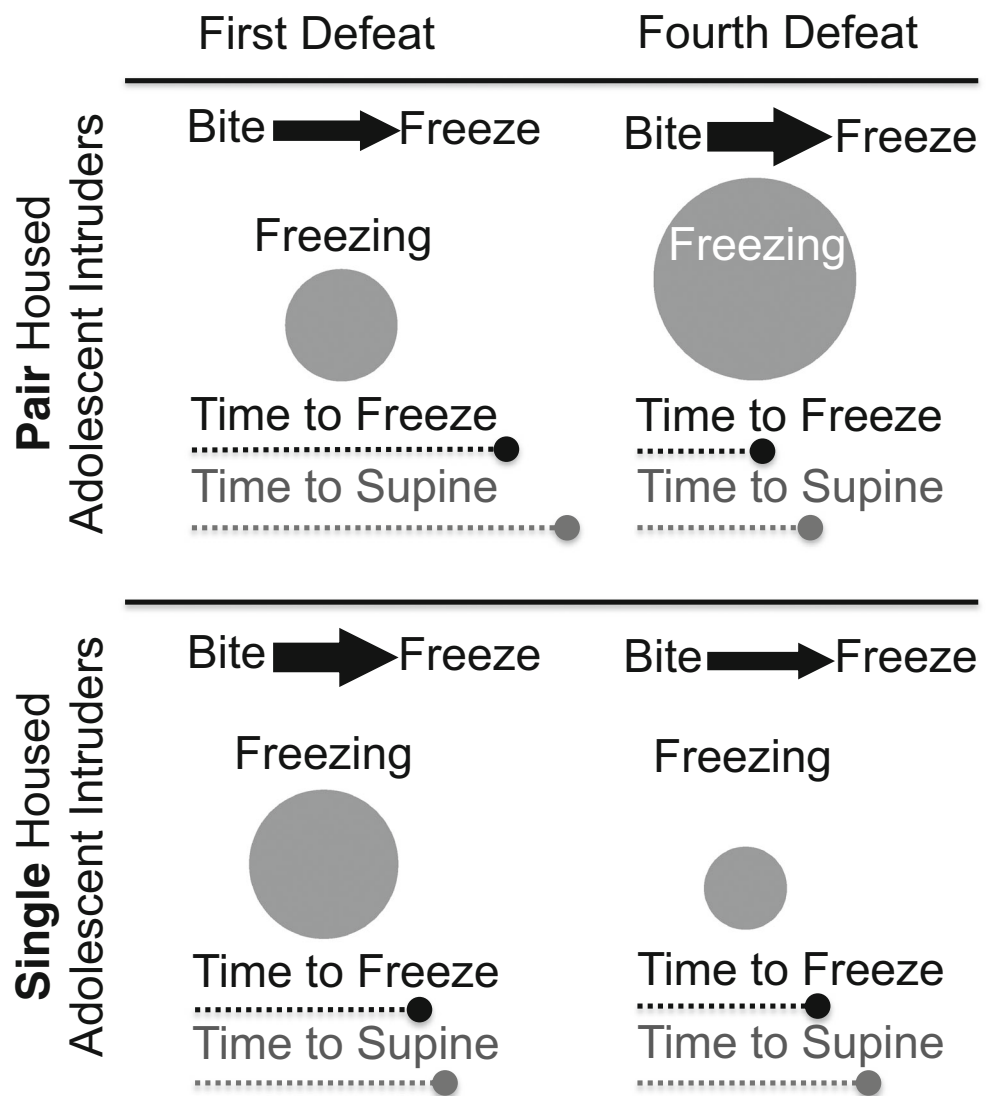 First Defeat
Fourth Defeat
Pair Housed
Adolescent Intruders
Bite Freeze
Freezing
Time to Freeze
Time to Supine
Bite Freeze
Freezing
Time to Freeze
Time to Supine
Single Housed
Adolescent Intruders
Bite Freeze
Freezing
Time to Freeze
Time to Supine
Bite Freeze
Freezing
Time to Freeze
Time to Supine